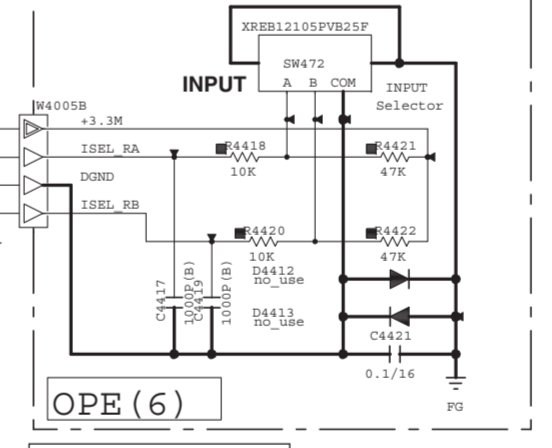 XREB12105PVB25F
SW472
INPUT
A B COM
INPUT
Selector
W4005B
+3.3M
ISEL_RA
R4418
10K
R4421
47K
DGND
ISEL_RB
R4420
10K
R4422
47K
D4412
no_use
D4413
no_use
C4417
1000P(B)
C4419
1000P(B)
C4421
0.1/16
OPE(6)
FG